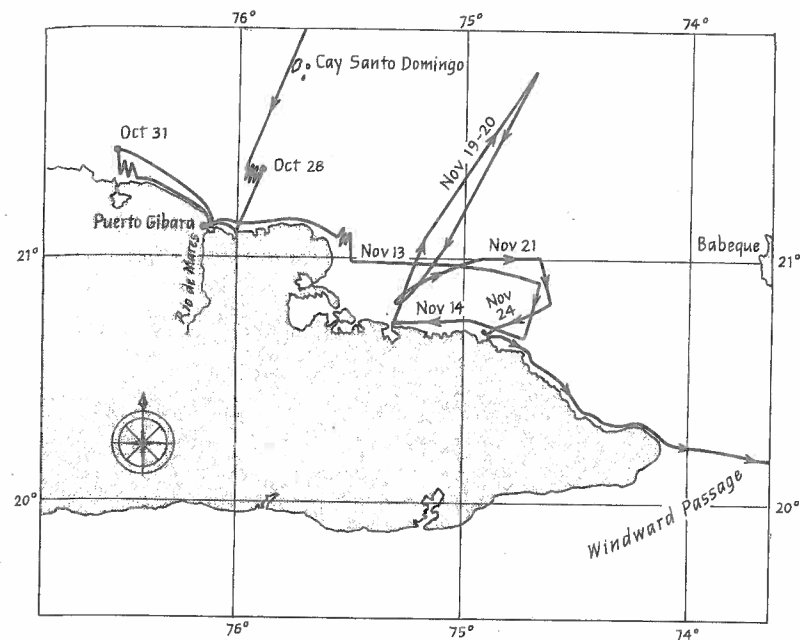 76°
75°
74°
Cay Santo Domingo
Oct 31
Oct 28
Nov 19-20
Puerto Gibara
Rio de Mares
21°
Nov 13
Nov 21
Babeque
21°
Nov 14
Nov
24
20°
Windward Passage
20°
76°
75°
74°